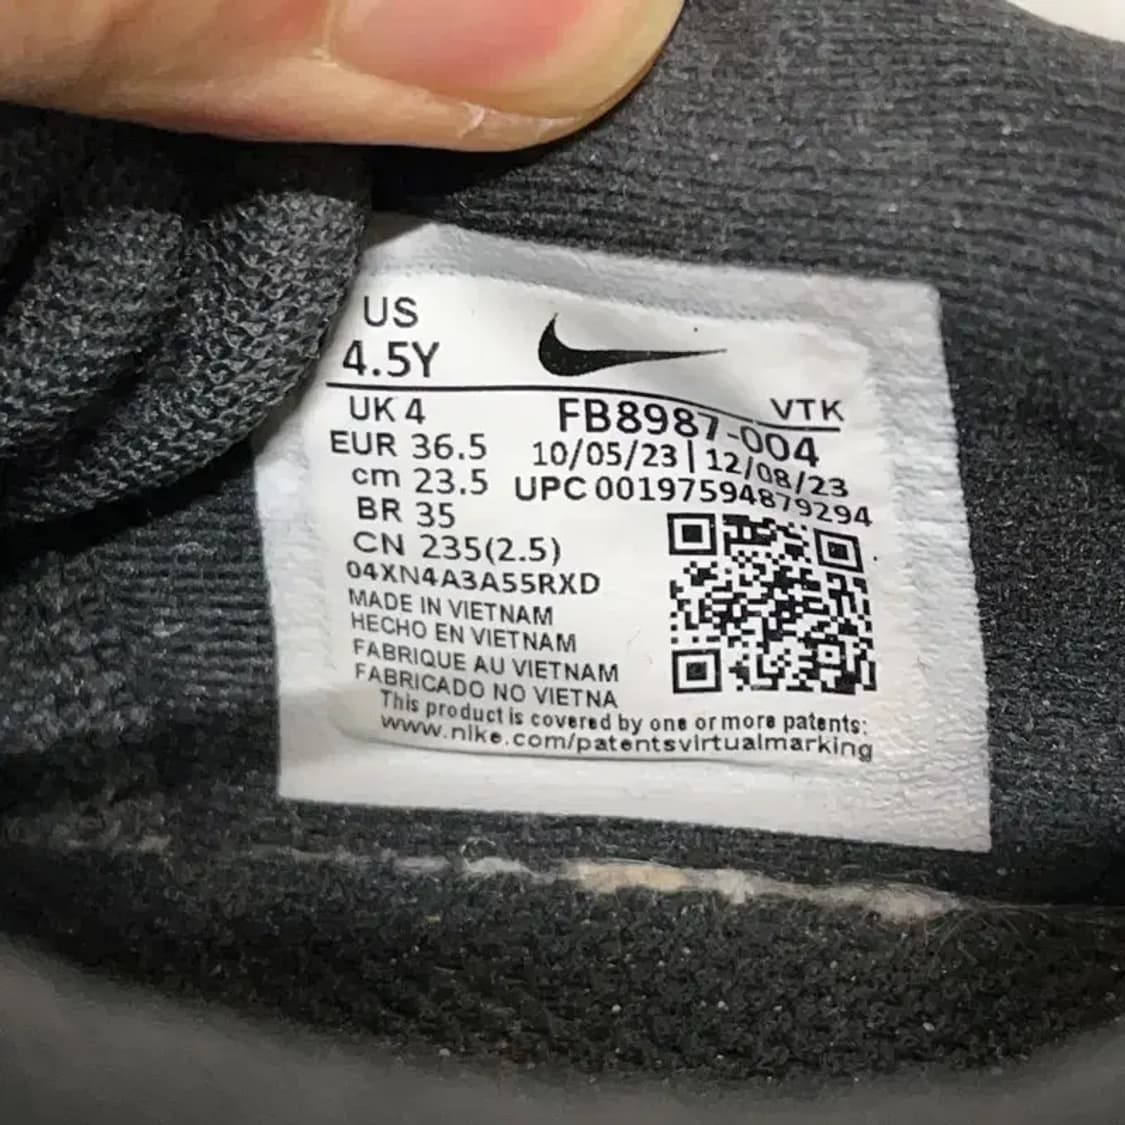 US
4.5Y
VTK
UK 4
FB8987-004
EUR 36.5
10/05/23 | 12/08/23
cm 23.5
UPC 00197594879294
BR 35
CN 235(2.5)
04XN4A3A55RXD
MADE IN VIETNAM
HECHO EN VIETNAM
FABRIQUE AU VIETNAM
FABRICADO NO VIETNA
This product is covered by one or more patents:
www.nike.com/patentsvirtualmarking